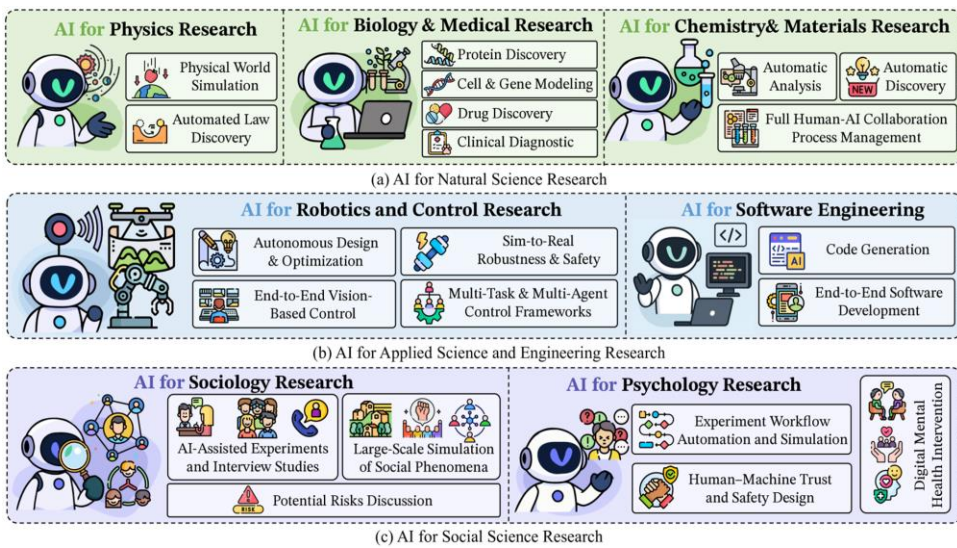 AI for Physics Research
Physical World
Simulation
Automated Law
Discovery
AI for Biology & Medical Research
Protein Discovery
Cell & Gene Modeling
Drug Discovery
Clinical Diagnostic
AI for Chemistry& Materials Research
Automatic
Analysis
NEW
Automatic
Discovery
Full Human-AI Collaboration
Process Management
(a) AI for Natural Science Research
AI for Robotics and Control Research
Autonomous Design
& Optimization
Sim-to-Real
Robustness & Safety
End-to-End Vision-
Based Control
Multi-Task & Multi-Agent
Control Frameworks
AI for Software Engineering
</>
AI
Code Generation
End-to-End Software
Development
(b) AI for Applied Science and Engineering Research
AI for Sociology Research
AI-Assisted Experiments
and Interview Studies
Large-Scale Simulation
of Social Phenomena
RISK
Potential Risks Discussion
AI for Psychology Research
Experiment Workflow
Automation and Simulation
Human–Machine Trust
and Safety Design
Digital Mental
Health Intervention
(c) AI for Social Science Research